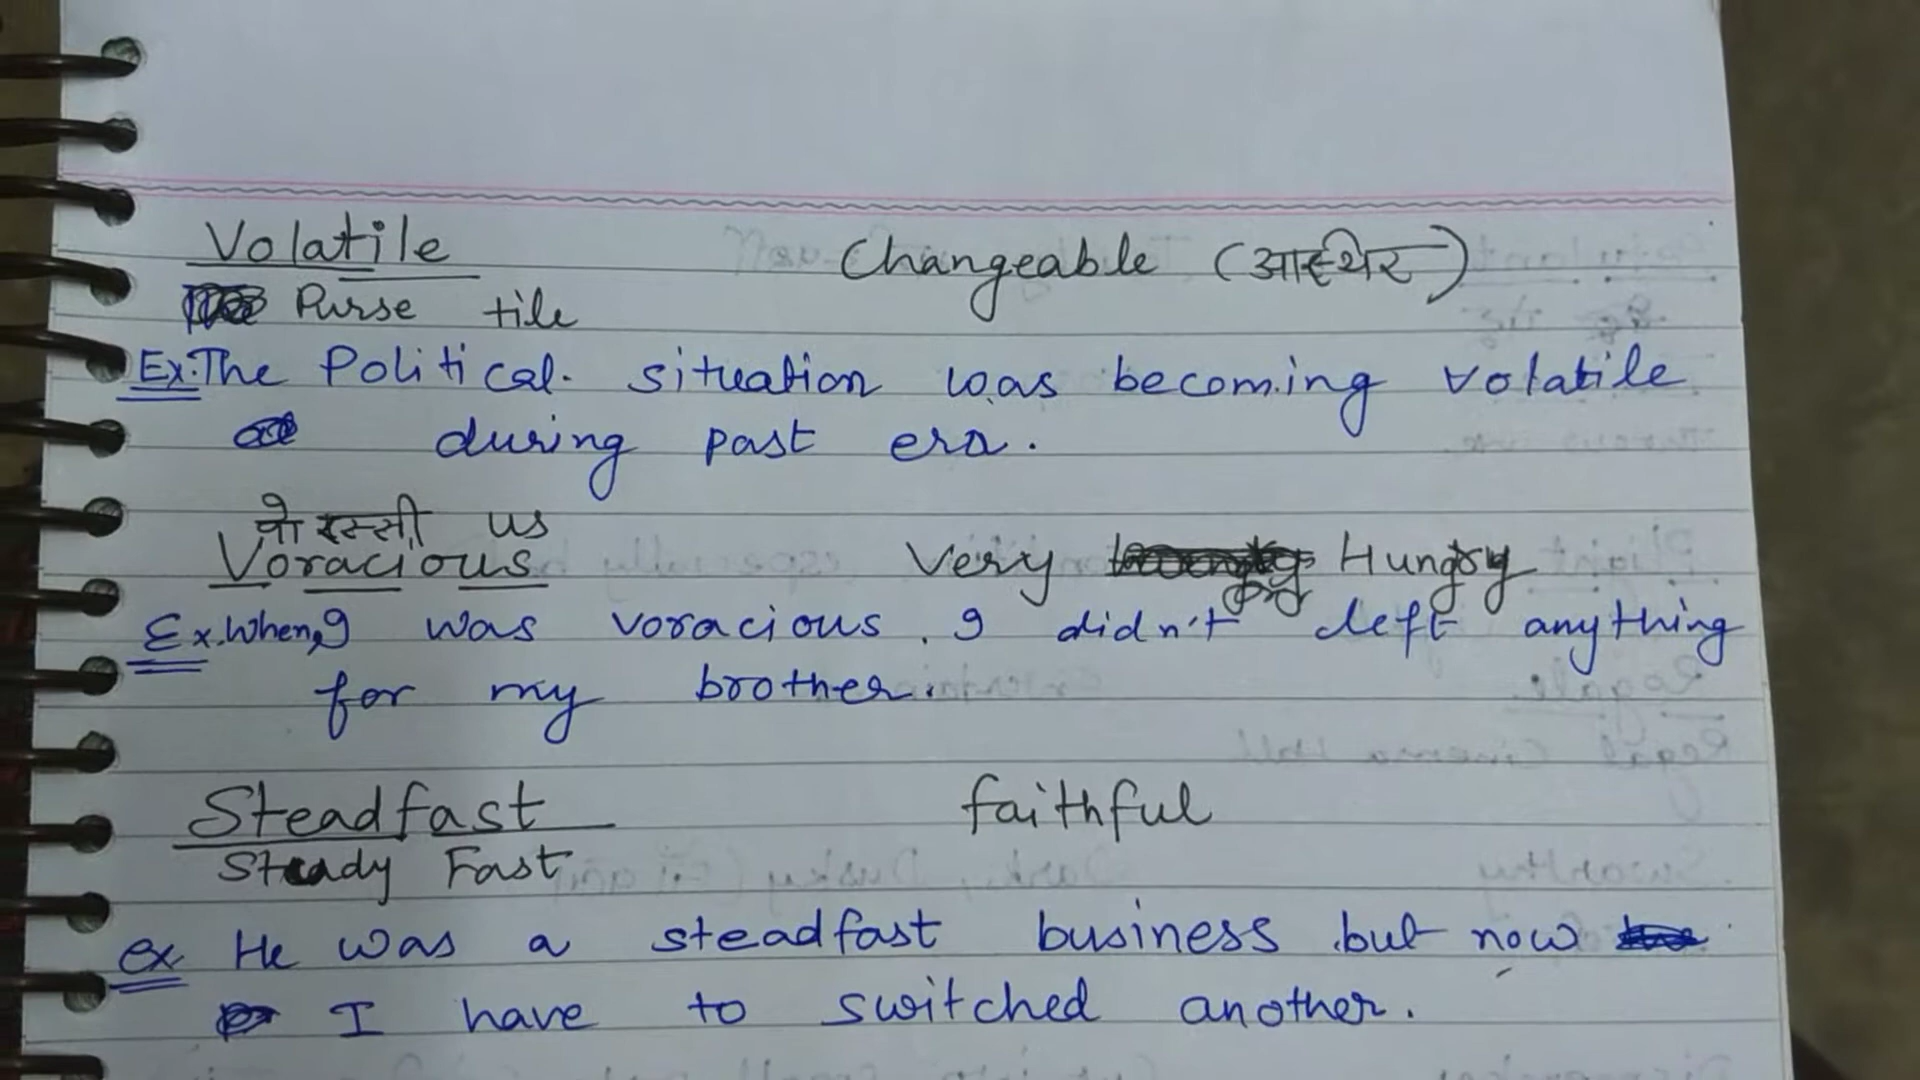 Volatile Changeable (आस्थिर)
Purse tile
Ex: The Political. situation was becoming volatile
during past era.
वो रस्सी us
Voracious Very Hungry
Ex. When I was voracious. I didn't left anything
for my brother.
Steadfast faithful
Steady Fast
ex He was a steadfast business but now
I have to switched another.